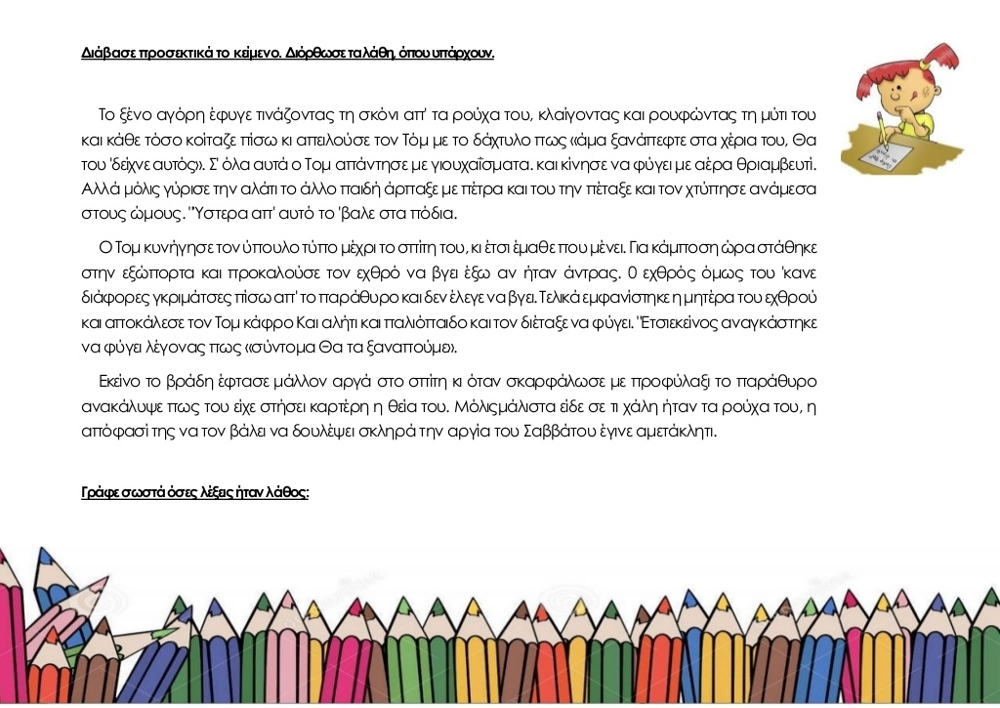 Διάβασε προσεκτικά το κείμενο. Διόρθωσε τα λάθη, όπου υπάρχουν.
Το ξένο αγόρη έφυγε τινάζοντας τη σκόνι απ' τα ρούχα του, κλαίγοντας και ρουφώντας τη μύτι του
και κάθε τόσο κοίταζε πίσω κι απειλούσε τον Τόμ με το δάχτυλο πως «άμα ξανάπεφτε στα χέρια του, Θα
του 'δείχνε αυτός». Σ' όλα αυτά ο Τομ απάντησε με γιουχαΐσματα. και κίνησε να φύγει με αέρα θριαμβευτί.
Αλλά μόλις γύρισε την αλάτι το άλλο παιδή άρπαξε με πέτρα και του την πέταξε και τον χτύπησε ανάμεσα
στους ώμους. "Ύστερα απ' αυτό το 'βαλε στα πόδια.
Ο Τομ κυνήγησε τον ύπουλο τύπο μέχρι το σπίτη του, κι έτσι έμαθε που μένει. Για κάμποση ώρα στάθηκε
στην εξώπορτα και προκαλούσε τον εχθρό να βγει έξω αν ήταν άντρας. 0 εχθρός όμως του 'κανε
διάφορες γκριμάτσες πίσω απ' το παράθυρο και δεν έλεγε να βγει. Τελικά εμφανίστηκε η μητέρα του εχθρού
και αποκάλεσε τον Τομ κάφρο Και αλήτι και παλιόπαιδο και τον διέταξε να φύγει. "Ετσιεκείνος αναγκάστηκε
να φύγει λέγονας πως «σύντομα Θα τα ξαναπούμε».
Εκείνο το βράδη έφτασε μάλλον αργά στο σπίτη κι όταν σκαρφάλωσε με προφύλαξι το παράθυρο
ανακάλυψε πως του είχε στήσει καρτέρη η θεία του. Μόλιςμάλιστα είδε σε τι χάλη ήταν τα ρούχα του, η
απόφασί της να τον βάλει να δουλέψει σκληρά την αργία του Σαββάτου έγινε αμετάκλητι.
Γράφε σωστά όσες λέξεις ήταν λάθος: